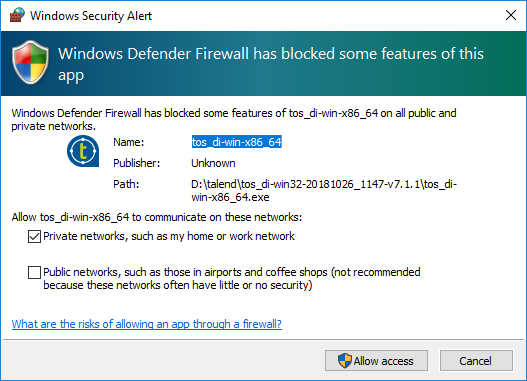 Windows Security Alert
Windows Defender Firewall has blocked some features of this
app
Windows Defender Firewall has blocked some features of tos_di-win-x86_64 on all public and
private networks.
Name: tos_di-win-x86_64
Publisher: Unknown
Path: D:\talend\tos_di-win32-20181026_1147-v7.1.1\tos_di-
win-x86_64.exe
Allow tos_di-win-x86_64 to communicate on these networks:
Private networks, such as my home or work network
Public networks, such as those in airports and coffee shops (not recommended
because these networks often have little or no security)
What are the risks of allowing an app through a firewall?
Allow access Cancel